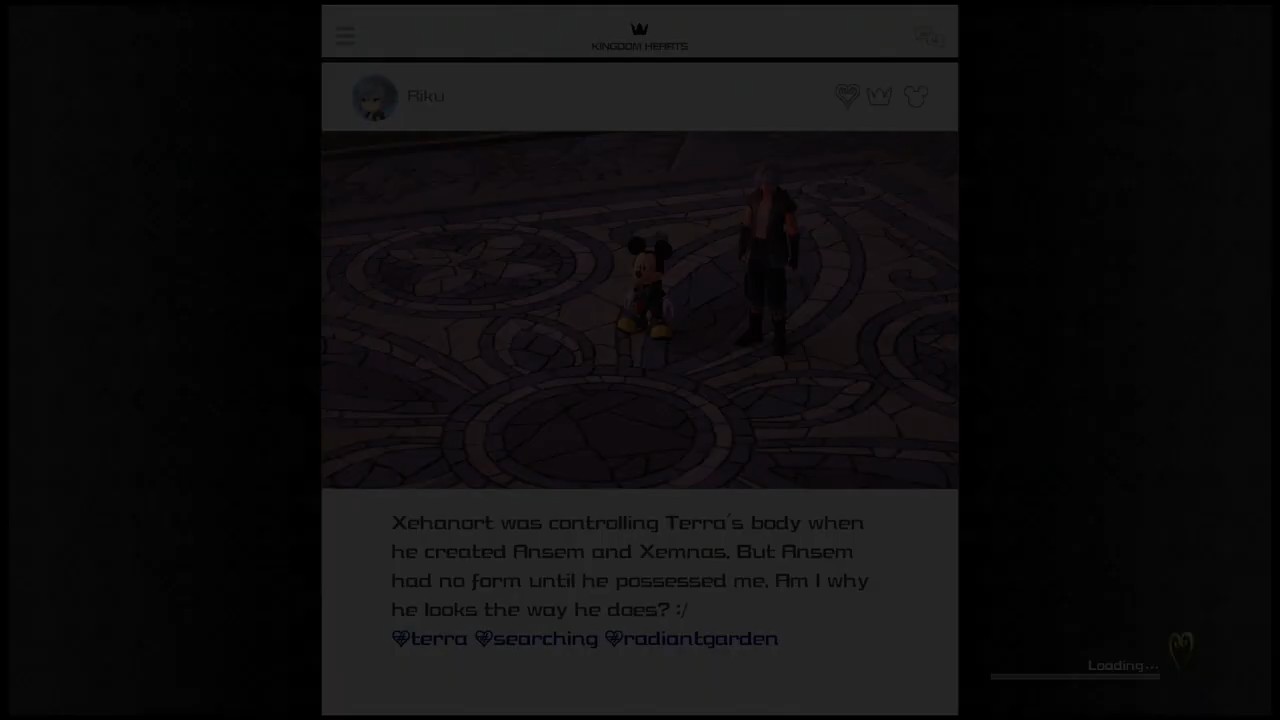 KINGDOM HEARTS
Riku
Xehanort was controlling Terra's body when
he created Ansem and Xemnas. But Ansem
had no form until he possessed me. Am I why
he looks the way he does? :/
terra searching radiantgarden
Loading...